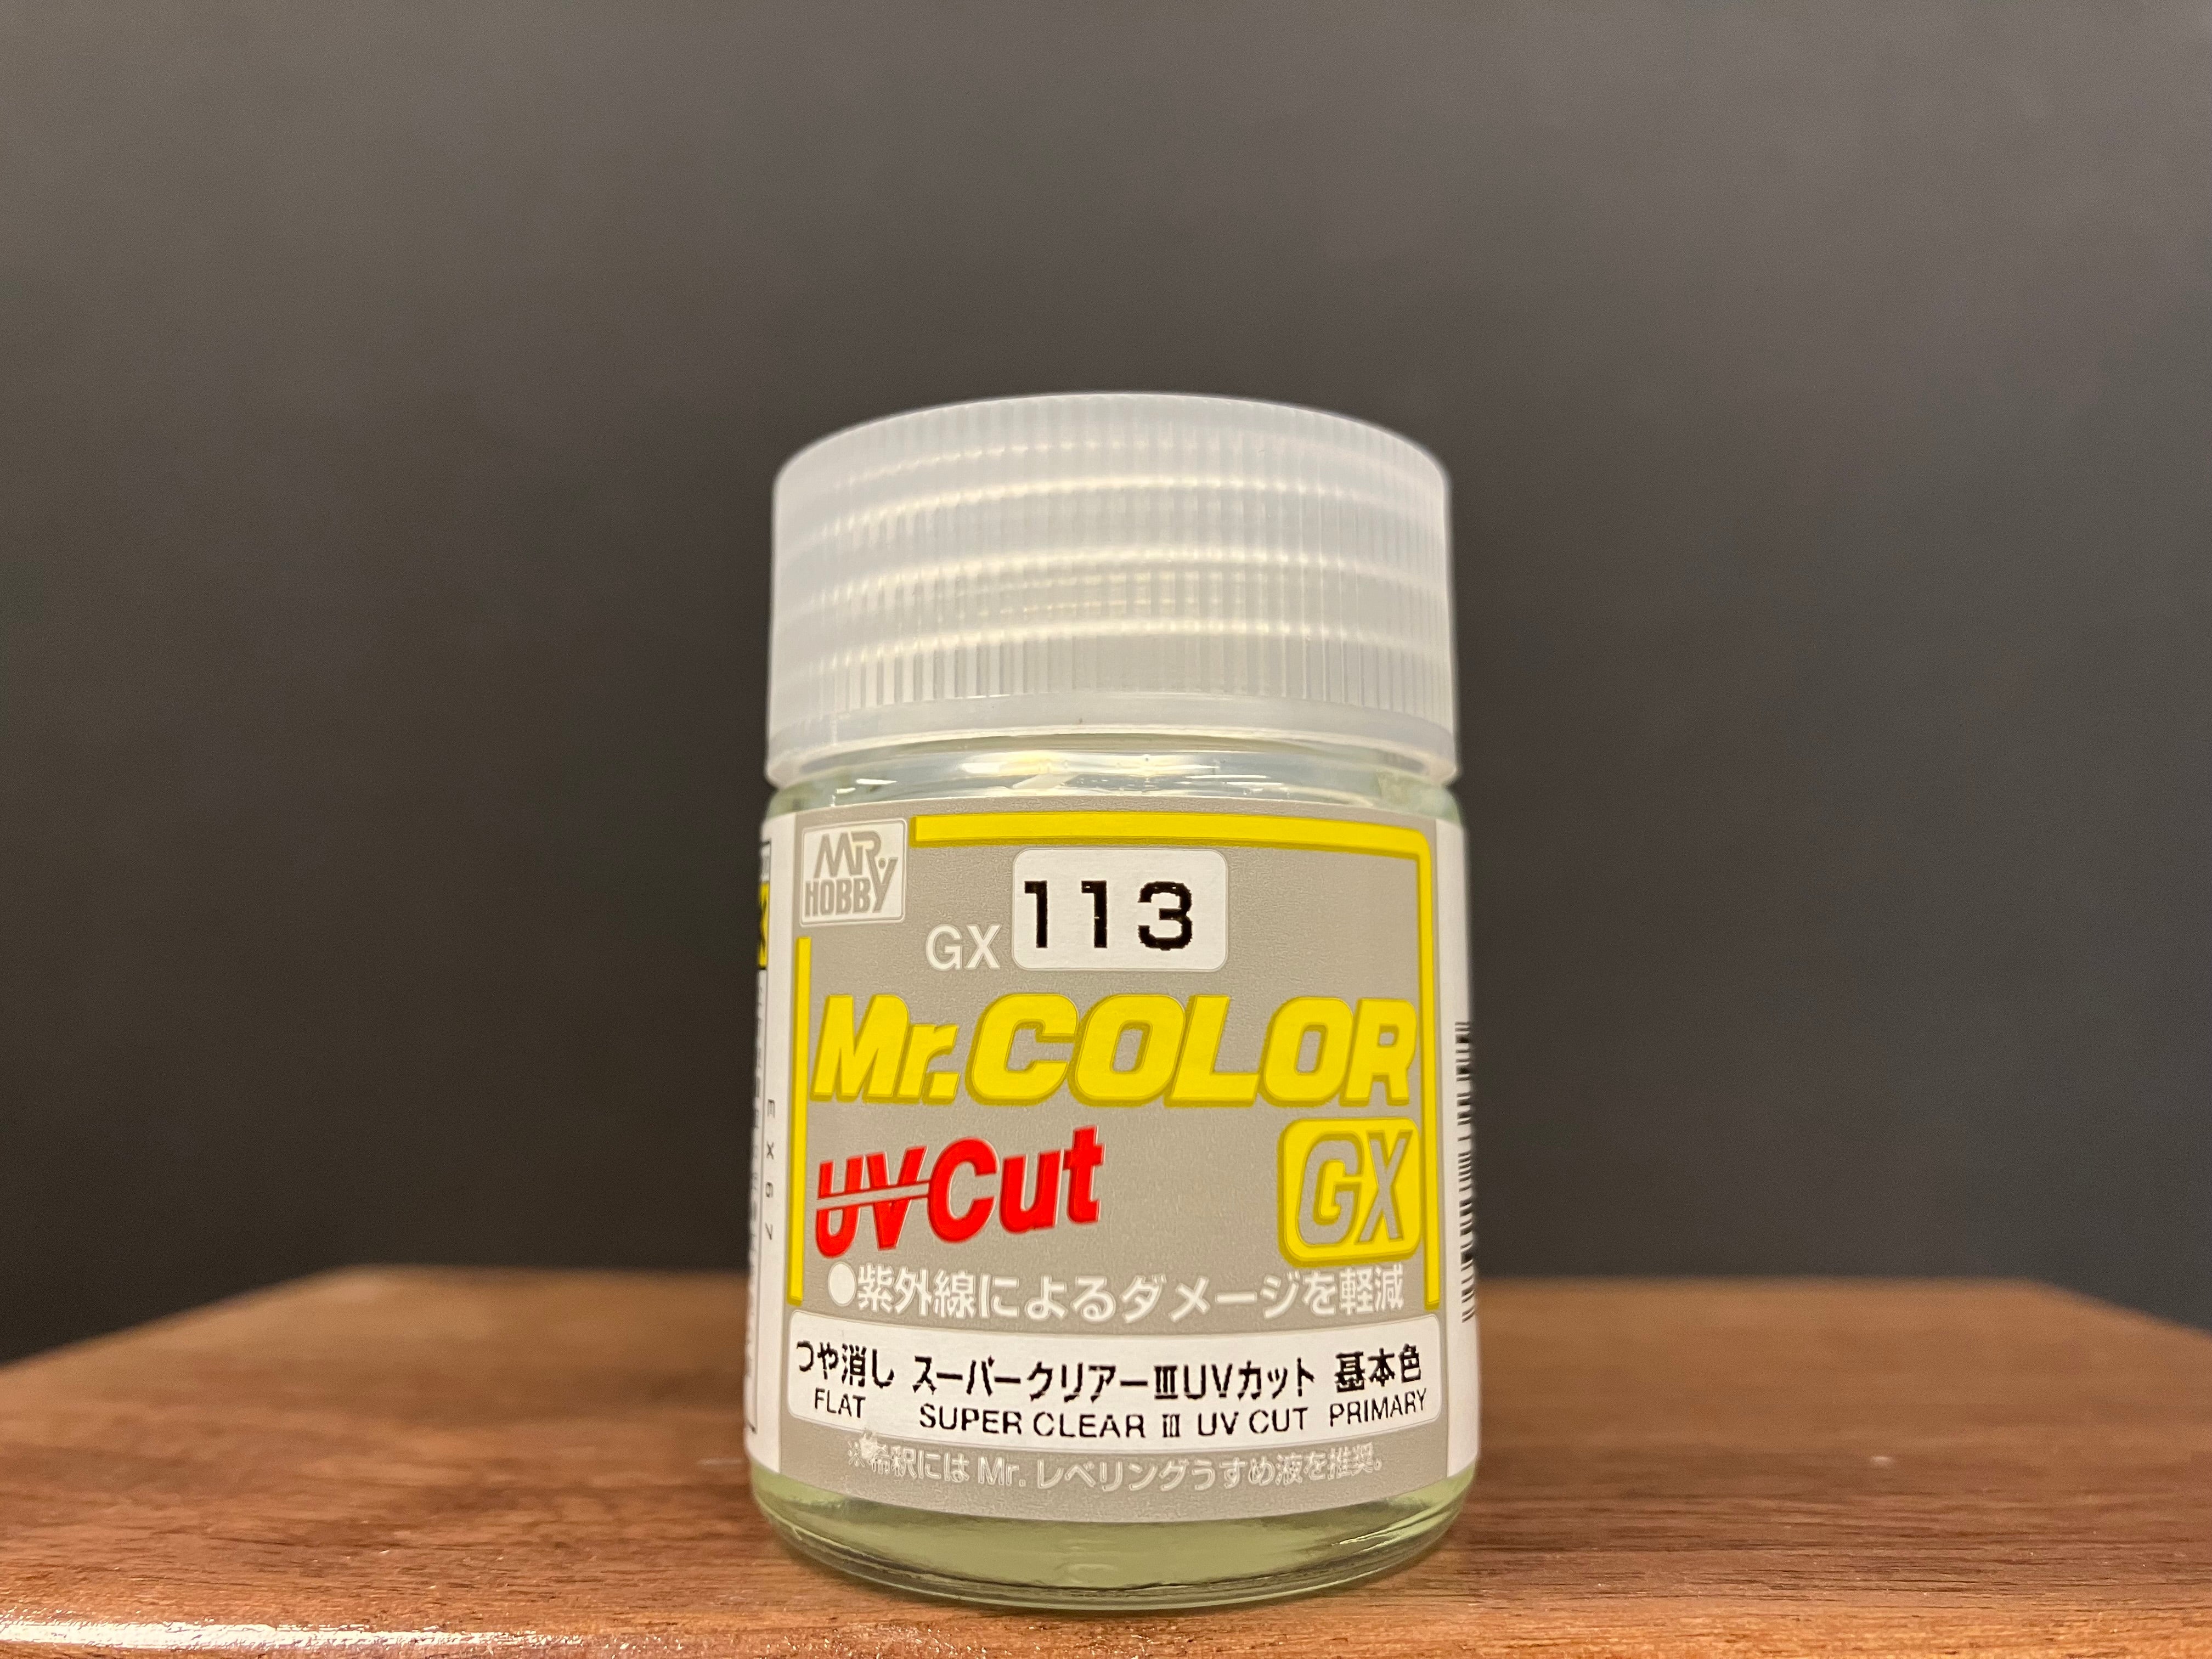 MR. HOBBY
GX 113
Mr.COLOR
UV Cut
GX
●紫外線によるダメージを軽減
つや消し スーパークリアーⅢUVカット 基本色
FLAT SUPER CLEAR Ⅲ UV CUT PRIMARY
※希釈にはMr.レベリングうすめ液を推奨。
EX67